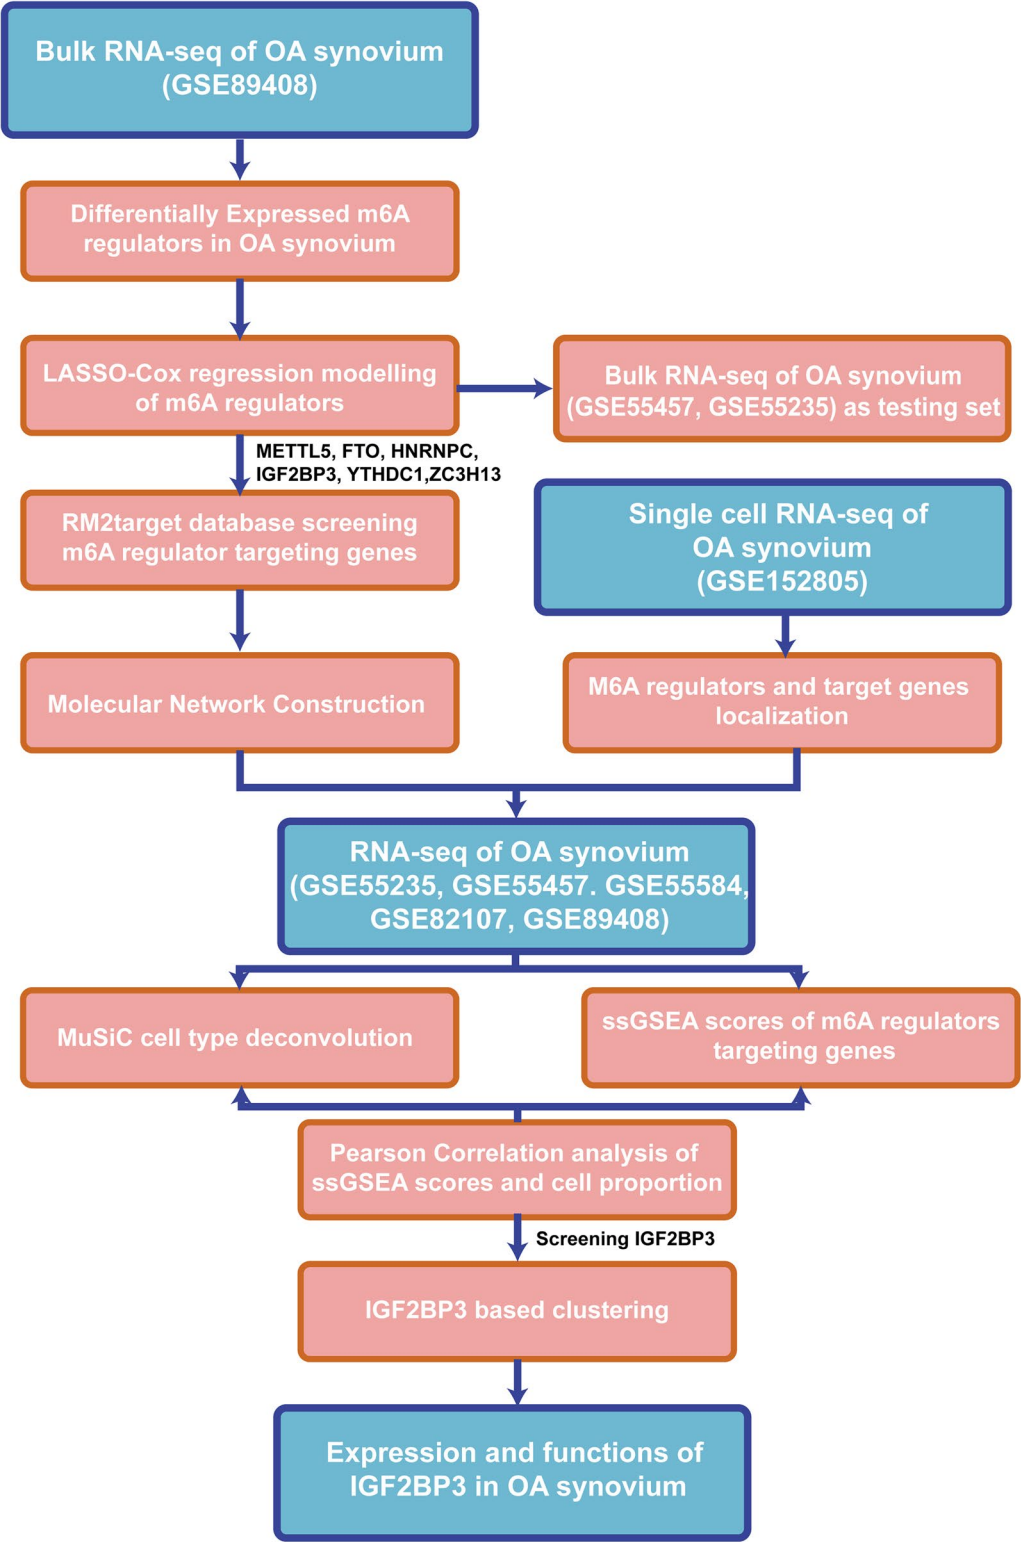 Bulk RNA-seq of OA synovium
(GSE89408)
Differentially Expressed m6A
regulators in OA synovium
LASSO-Cox regression modelling
of m6A regulators
Bulk RNA-seq of OA synovium
(GSE55457, GSE55235) as testing set
METTL5, FTO, HNRNPC,
IGF2BP3, YTHDC1,ZC3H13
RM2target database screening
m6A regulator targeting genes
Single cell RNA-seq of
OA synovium
(GSE152805)
Molecular Network Construction
M6A regulators and target genes
localization
RNA-seq of OA synovium
(GSE55235, GSE55457. GSE55584,
GSE82107, GSE89408)
MuSiC cell type deconvolution
ssGSEA scores of m6A regulators
targeting genes
Pearson Correlation analysis of
ssGSEA scores and cell proportion
Screening IGF2BP3
IGF2BP3 based clustering
Expression and functions of
IGF2BP3 in OA synovium